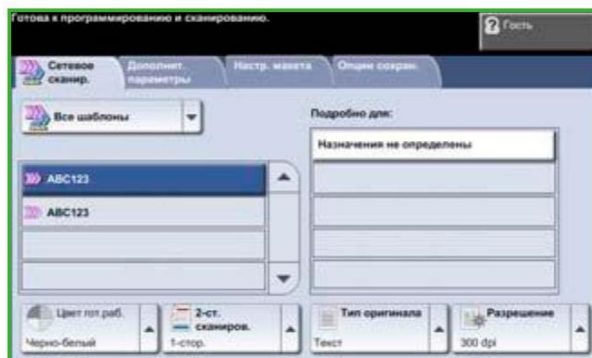 Готова к программированию и сканированию.
Гость
Сетевое сканир.
Дополнит. параметры
Настр. макета
Опции сохран.
Все шаблоны
Подробно для:
Назначения не определены
ABC123
ABC123
Цвет гот.раб.
Черно-белый
2-ст. сканиров.
1-стор.
Тип оригинала
Текст
Разрешение
300 dpi